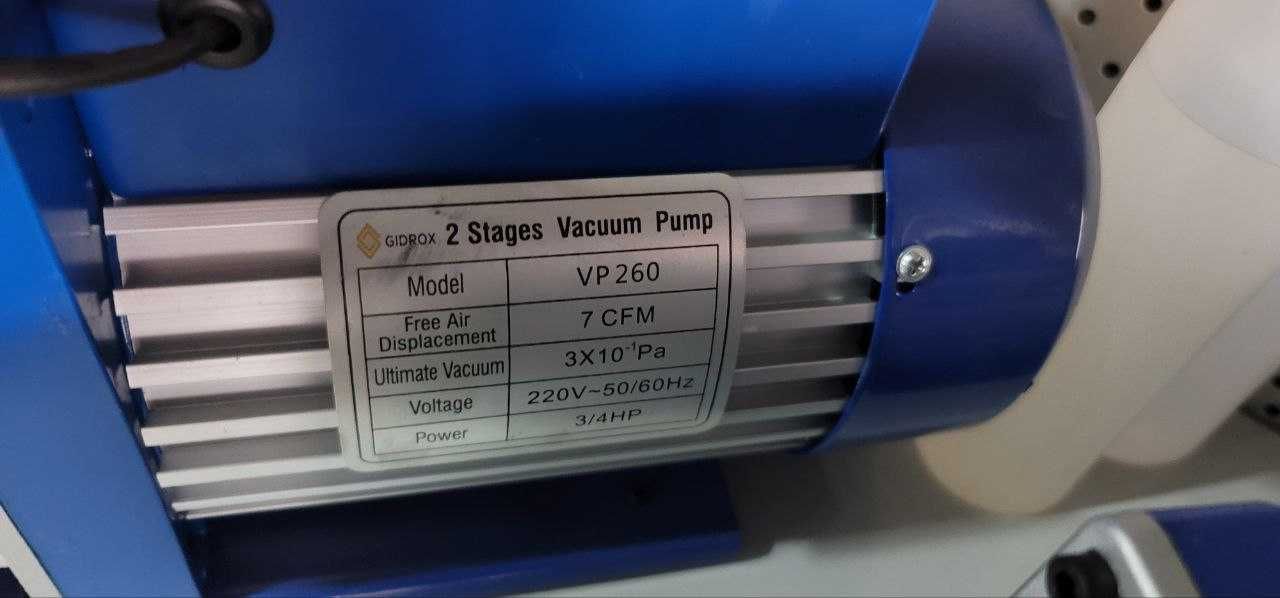 GIDROX 2 Stages Vacuum Pump
Model VP260
Free Air Displacement 7 CFM
Ultimate Vacuum 3X10⁻¹Pa
Voltage 220V~50/60Hz
Power 3/4HP